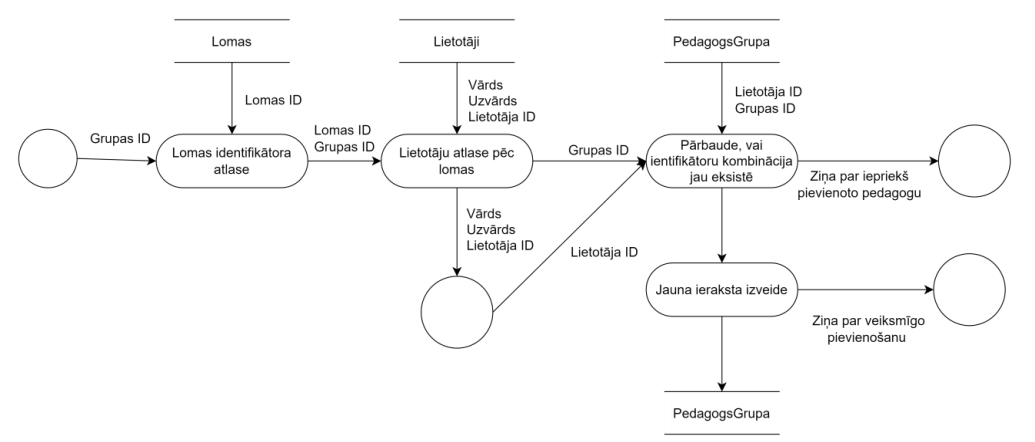 Lomas
Lietotāji
PedagogsGrupa
Lomas ID
Vārds
Uzvārds
Lietotāja ID
Lietotāja ID
Grupas ID
Grupas ID
Lomas identifikātora
atlase
Lomas ID
Grupas ID
Lietotāju atlase pēc
lomas
Grupas ID
Pārbaude, vai
ientifikātoru kombinācija
jau eksistē
Ziņa par iepriekš
pievienoto pedagogu
Vārds
Uzvārds
Lietotāja ID
Lietotāja ID
Jauna ieraksta izveide
Ziņa par veiksmīgo
pievienošanu
PedagogsGrupa